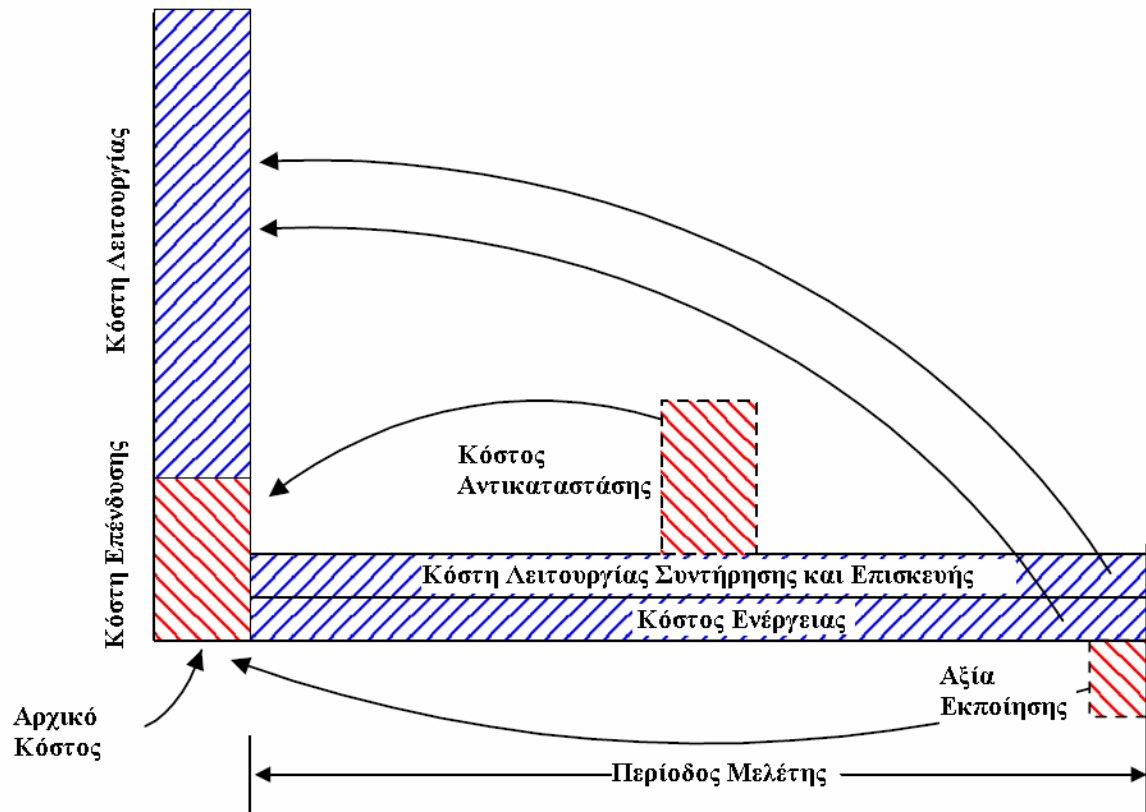 Κόστη Λειτουργίας
Κόστη Επένδυσης
Κόστος
Αντικαταστάσης
Κόστη Λειτουργίας Συντήρησης και Επισκευής
Κόστος Ενέργειας
Αξία
Εκποίησης
Αρχικό
Κόστος
Περίοδος Μελέτης